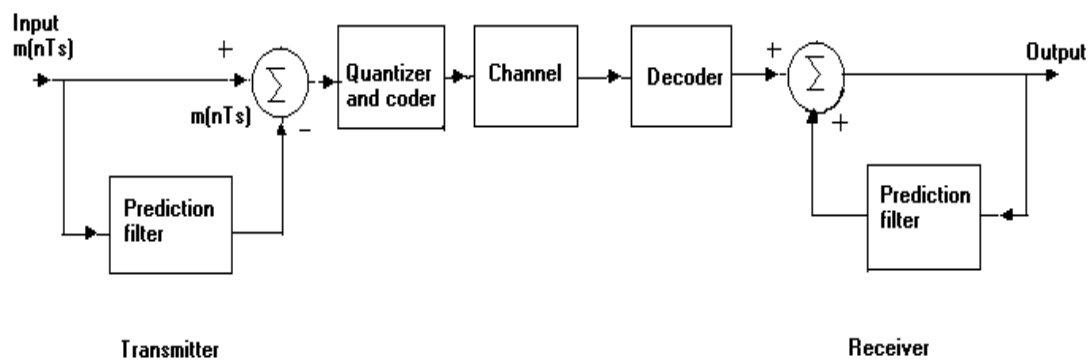 Input
m(nTs)
+
Σ
m(nTs)
-
Quantizer
and coder
Channel
Decoder
+
Σ
+
Output
Prediction
filter
Prediction
filter
Transmitter
Receiver